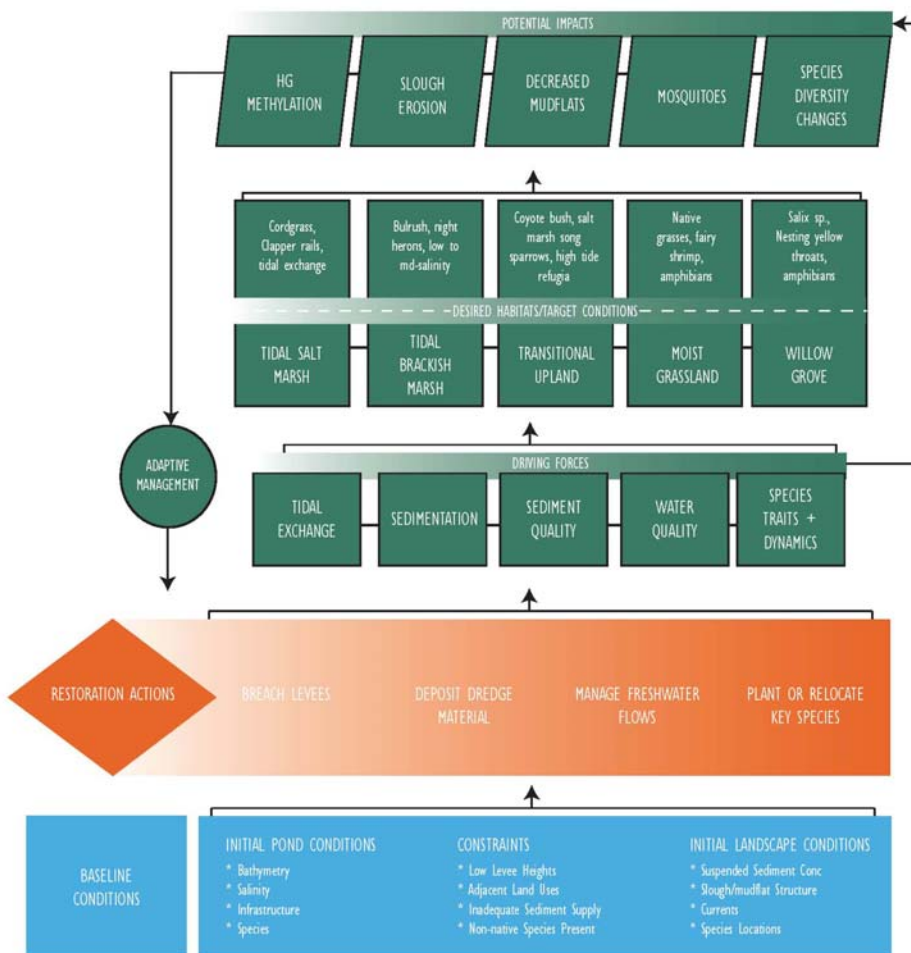 POTENTIAL IMPACTS
HG
METHYLATION
SLOUGH
EROSION
DECREASED
MUDFLATS
MOSQUITOES
SPECIES
DIVERSITY
CHANGES
Cordgrass,
Clapper rails,
tidal exchange
Bulrush, night
herons, low to
md-salinity
Coyote bush, salt
marsh song
sparrows, high tide
refugia
Native
grasses, fairy
shrimp,
amphibians
Salix sp.,
Nesting yellow
throats,
amphibians
DESIRED HABITATS/TARGET CONDITIONS
TIDAL SALT
MARSH
TIDAL
BRACKISH
MARSH
TRANSITIONAL
UPLAND
MOIST
GRASSLAND
WILLOW
GROVE
ADAPTIVE
MANAGEMENT
DRIVING FORCES
TIDAL
EXCHANGE
SEDIMENTATION
SEDIMENT
QUALITY
WATER
QUALITY
SPECIES
TRAITS +
DYNAMICS
RESTORATION ACTIONS
BREACH LEVEES
DEPOSIT DREDGE
MATERIAL
MANAGE FRESHWATER
FLOWS
PLANT OR RELOCATE
KEY SPECIES
BASELINE
CONDITIONS
INITIAL POND CONDITIONS
* Bathymetry
* Salinity
* Infrastructure
* Species
CONSTRAINTS
* Low Levee Heights
* Adjacent Land Uses
* Inadequate Sediment Supply
* Non-native Species Present
INITIAL LANDSCAPE CONDITIONS
* Suspended Sediment Conc
* Slough/mudflat Structure
* Currents
* Species Locations